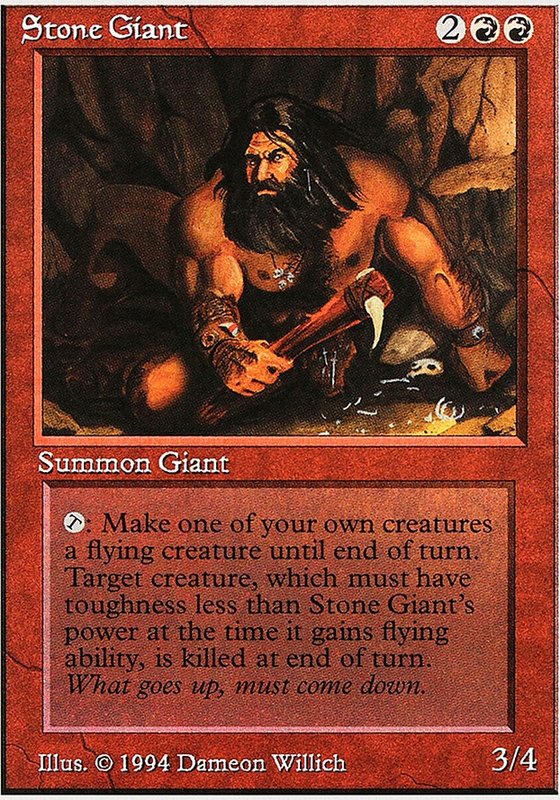 Stone Giant 2
Summon Giant
T: Make one of your own creatures
a flying creature until end of turn.
Target creature, which must have
toughness less than Stone Giant's
power at the time it gains flying
ability, is killed at end of turn.
What goes up, must come down.
Illus. © 1994 Dameon Willich 3/4